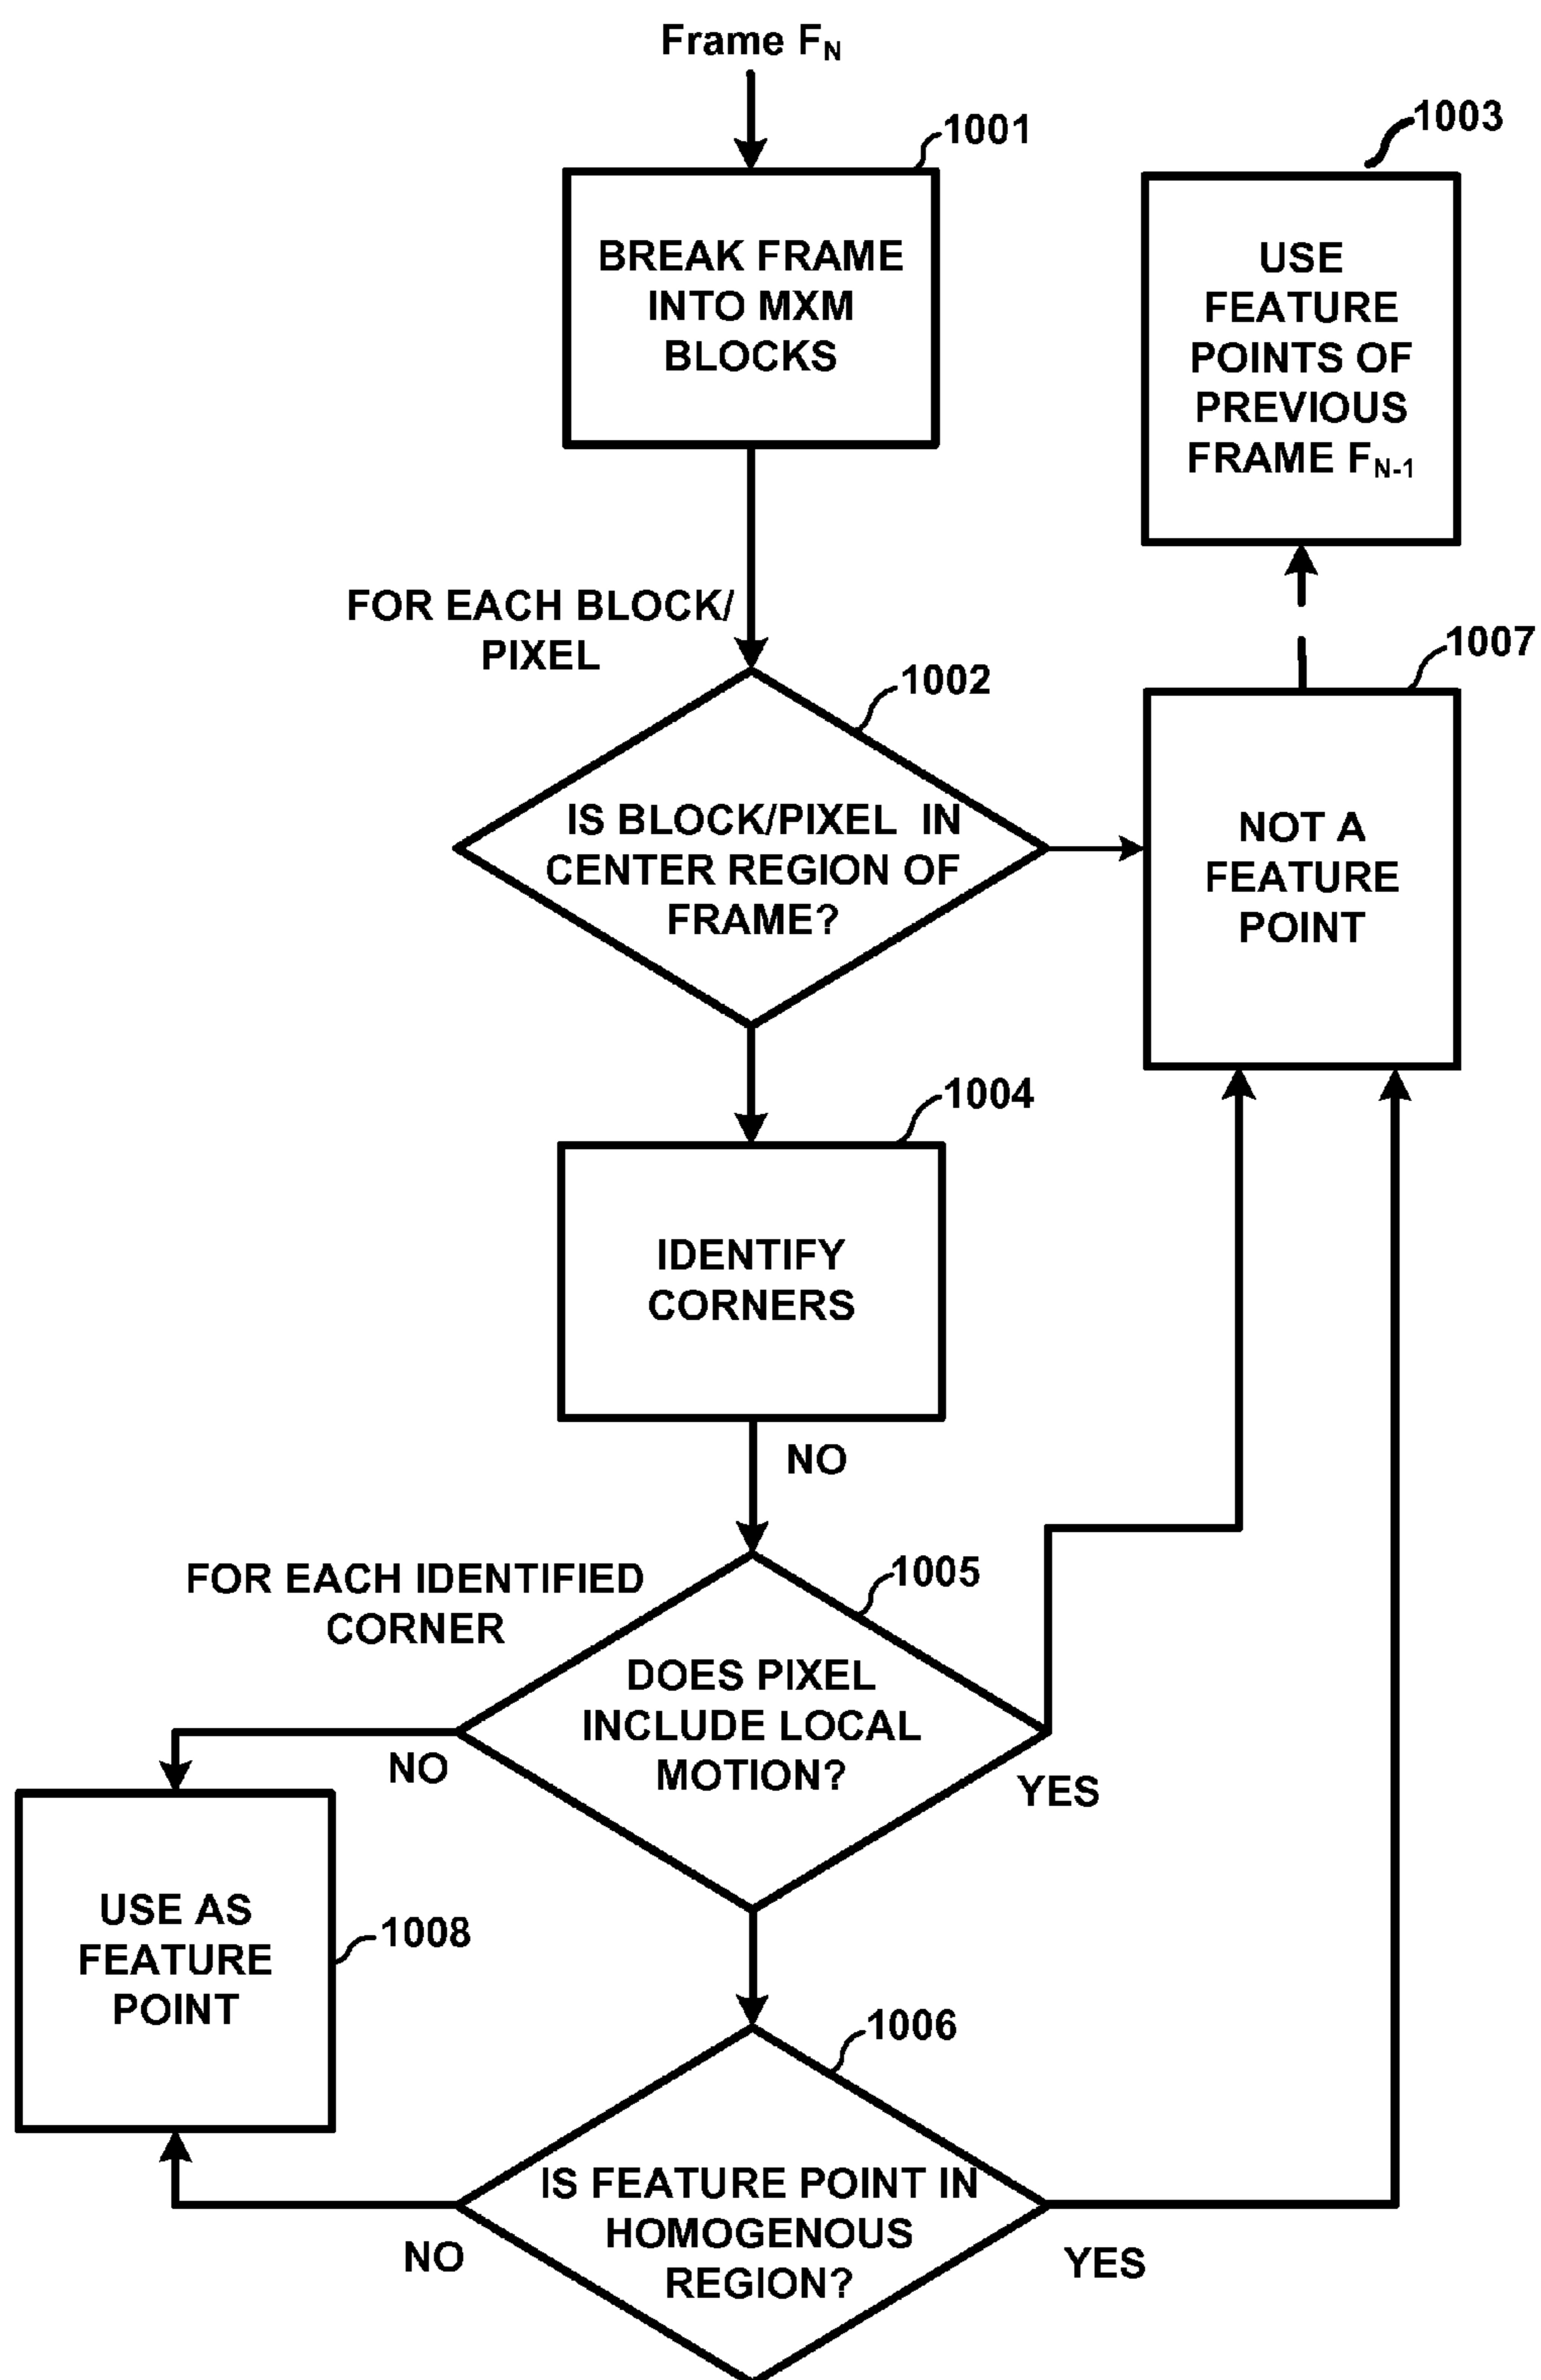 Frame FN
1001
BREAK FRAME
INTO MXM
BLOCKS
1003
USE
FEATURE
POINTS OF
PREVIOUS
FRAME FN-1
FOR EACH BLOCK/
PIXEL
1002
IS BLOCK/PIXEL IN
CENTER REGION OF
FRAME?
1007
NOT A
FEATURE
POINT
1004
IDENTIFY
CORNERS
NO
FOR EACH IDENTIFIED
CORNER
1005
DOES PIXEL
INCLUDE LOCAL
MOTION?
NO
YES
USE AS
FEATURE
POINT
1008
1006
IS FEATURE POINT IN
HOMOGENOUS
REGION?
NO
YES